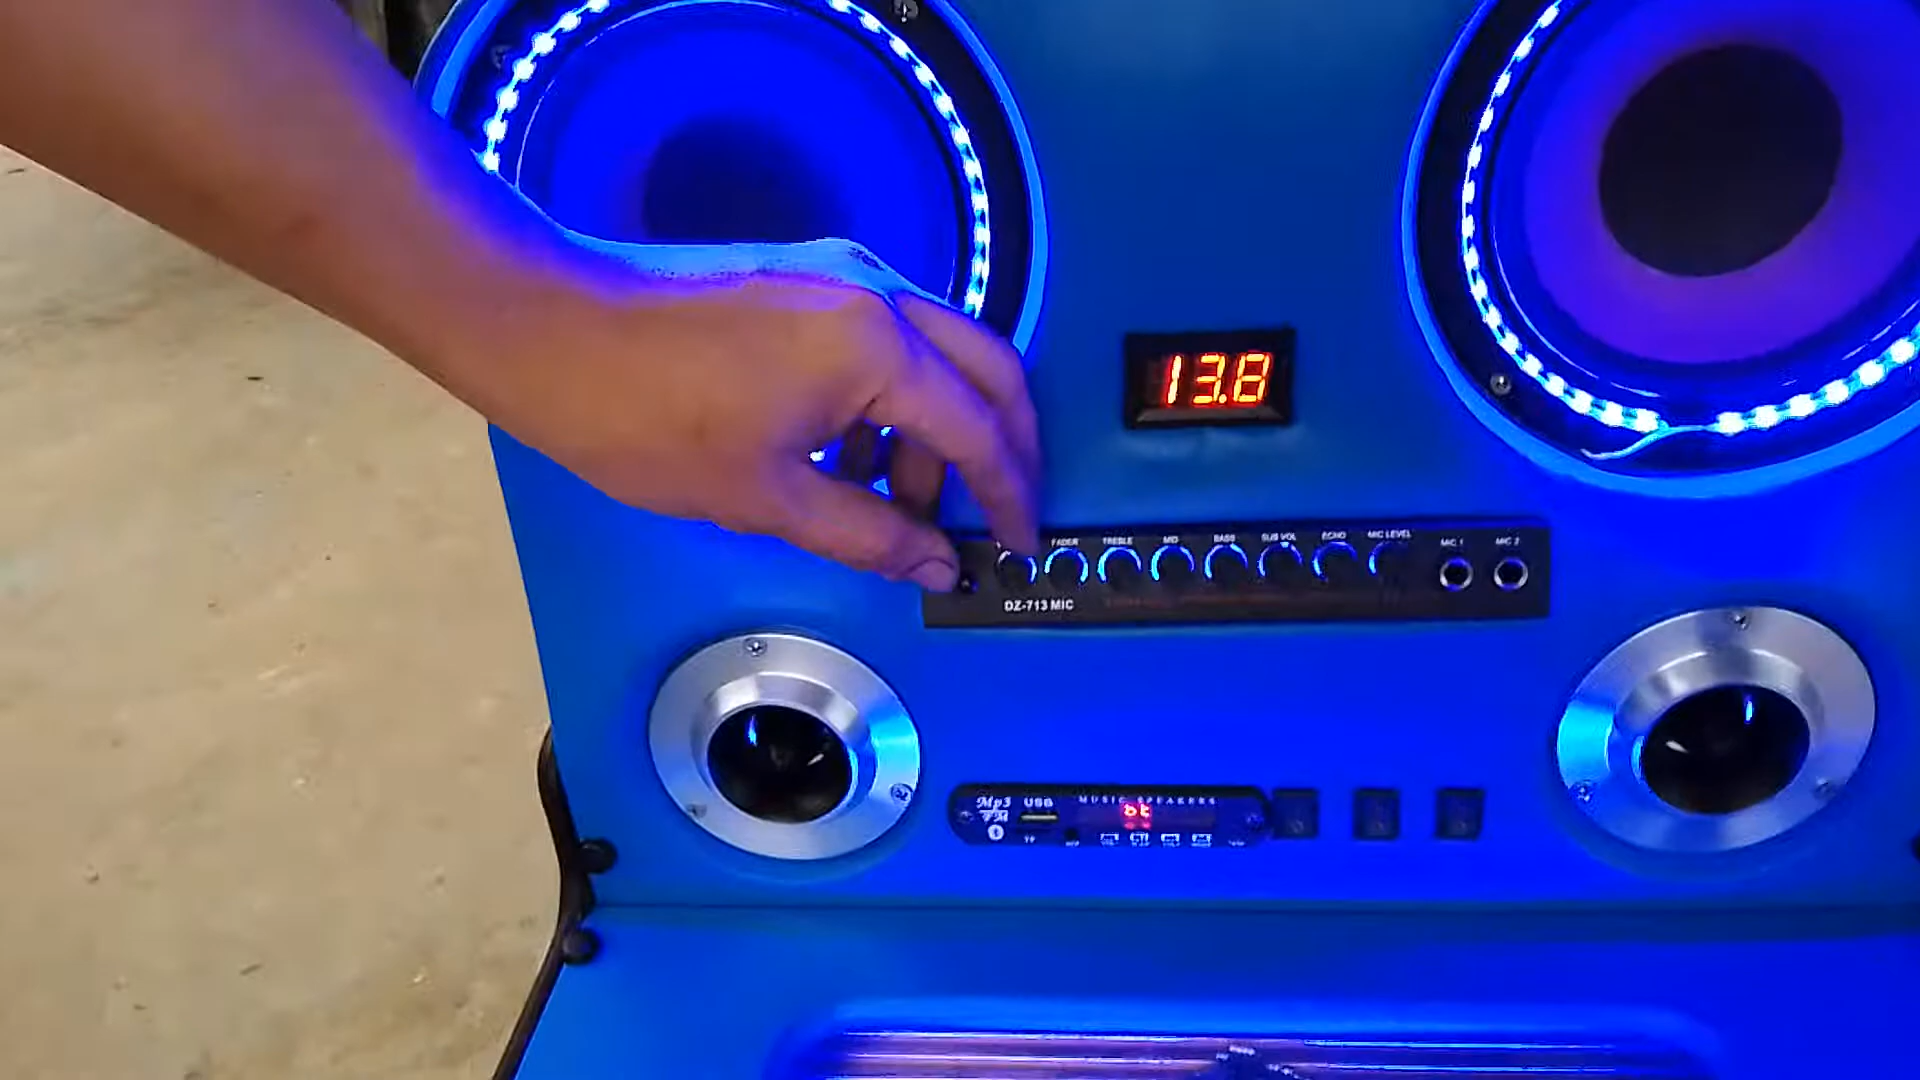 13.8
FADER TREBLE MID BASS SUB VOL ECHO MIC LEVEL MIC 1 MIC 2
DZ-713 MIC
Mp3 USB MUSIC SPEAKERS
FM bt
TF